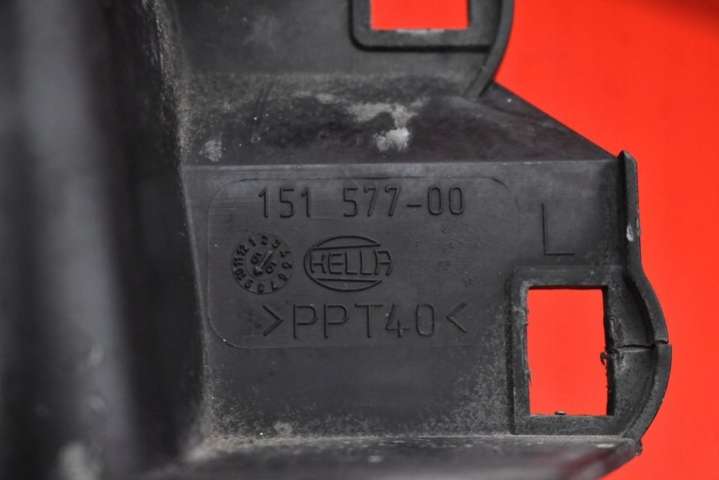 151 577-00
L
HELLA
>PPT40<